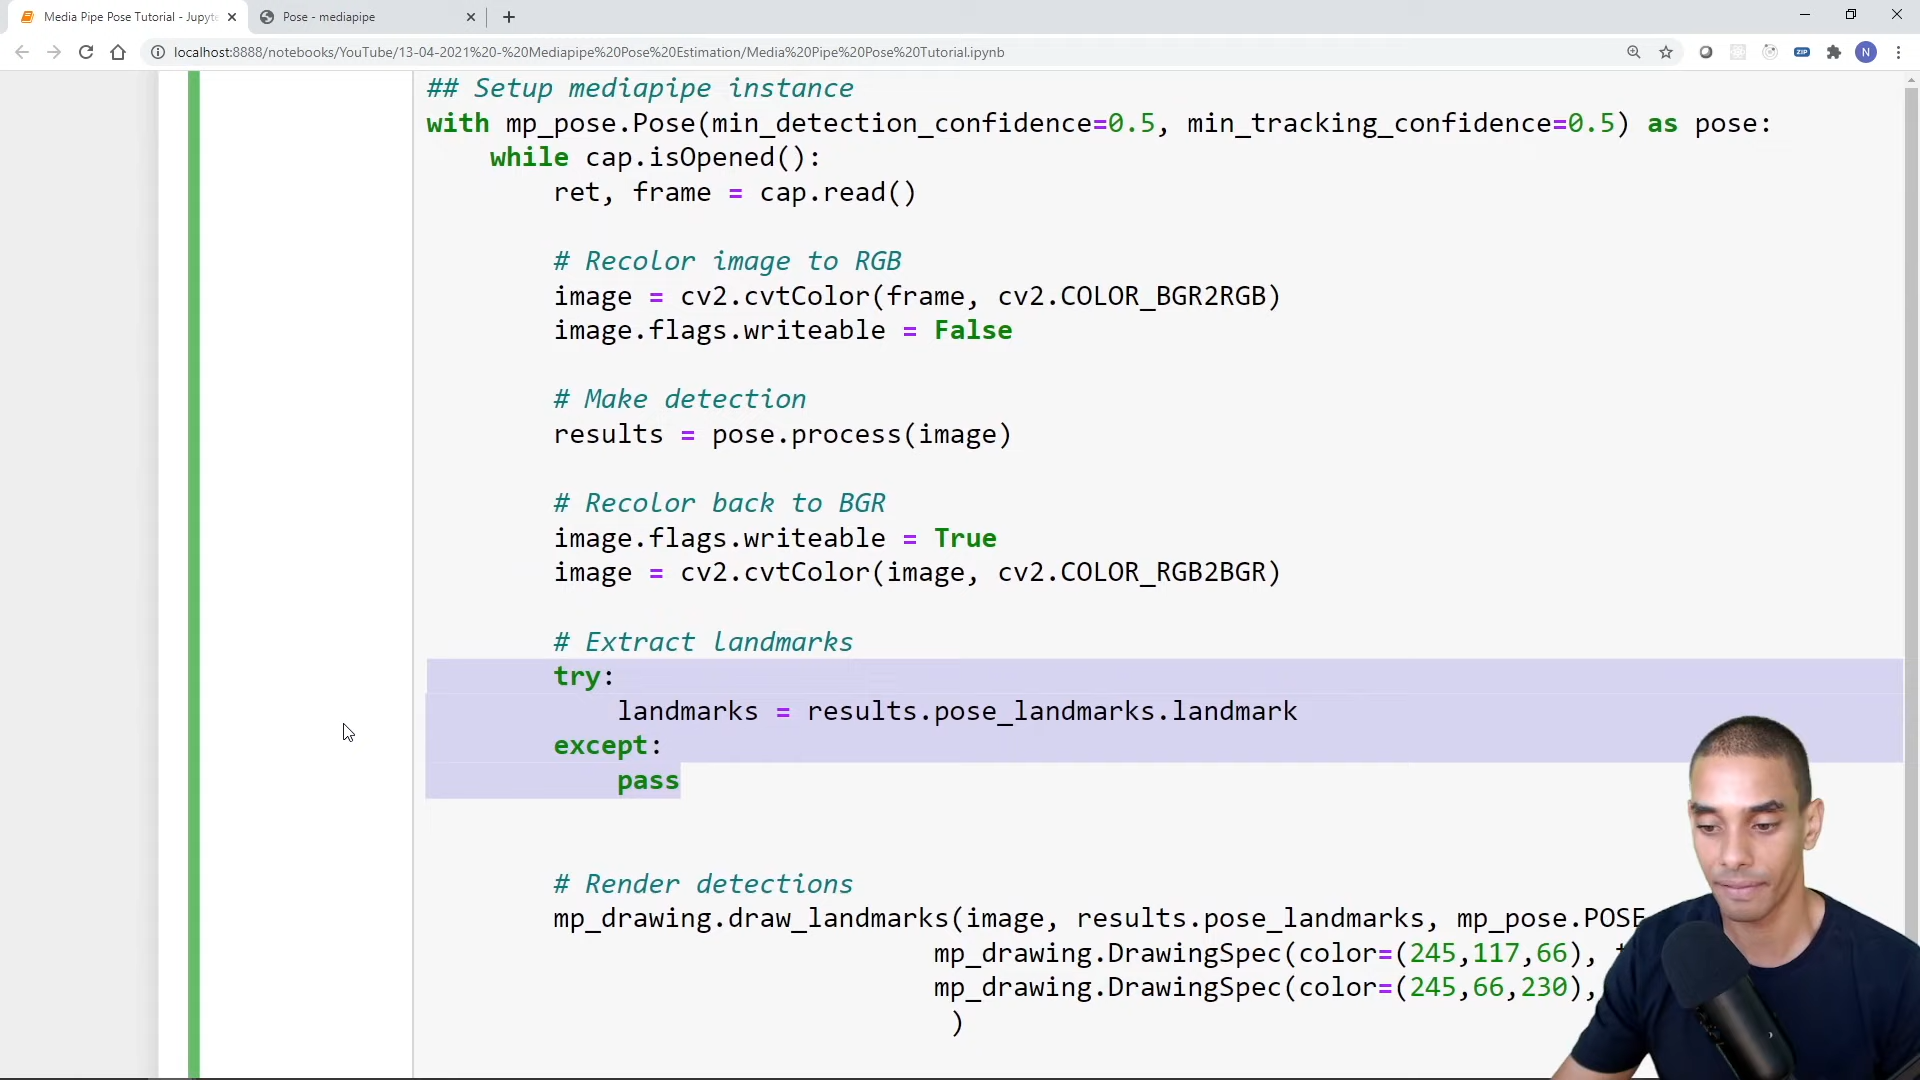 Media Pipe Pose Tutorial - Jupyte
Pose - mediapipe
localhost:8888/notebooks/YouTube/13-04-2021%20-%20Mediapipe%20Pose%20Estimation/Media%20Pipe%20Pose%20Tutorial.ipynb
ZIP
N
## Setup mediapipe instance
with mp_pose.Pose(min_detection_confidence=0.5, min_tracking_confidence=0.5) as pose:
while cap.isOpened():
ret, frame = cap.read()
# Recolor image to RGB
image = cv2.cvtColor(frame, cv2.COLOR_BGR2RGB)
image.flags.writeable = False
# Make detection
results = pose.process(image)
# Recolor back to BGR
image.flags.writeable = True
image = cv2.cvtColor(image, cv2.COLOR_RGB2BGR)
# Extract landmarks
try:
landmarks = results.pose_landmarks.landmark
except:
pass
# Render detections
mp_drawing.draw_landmarks(image, results.pose_landmarks, mp_pose.POSE
mp_drawing.DrawingSpec(color=(245,117,66),
mp_drawing.DrawingSpec(color=(245,66,230),
)